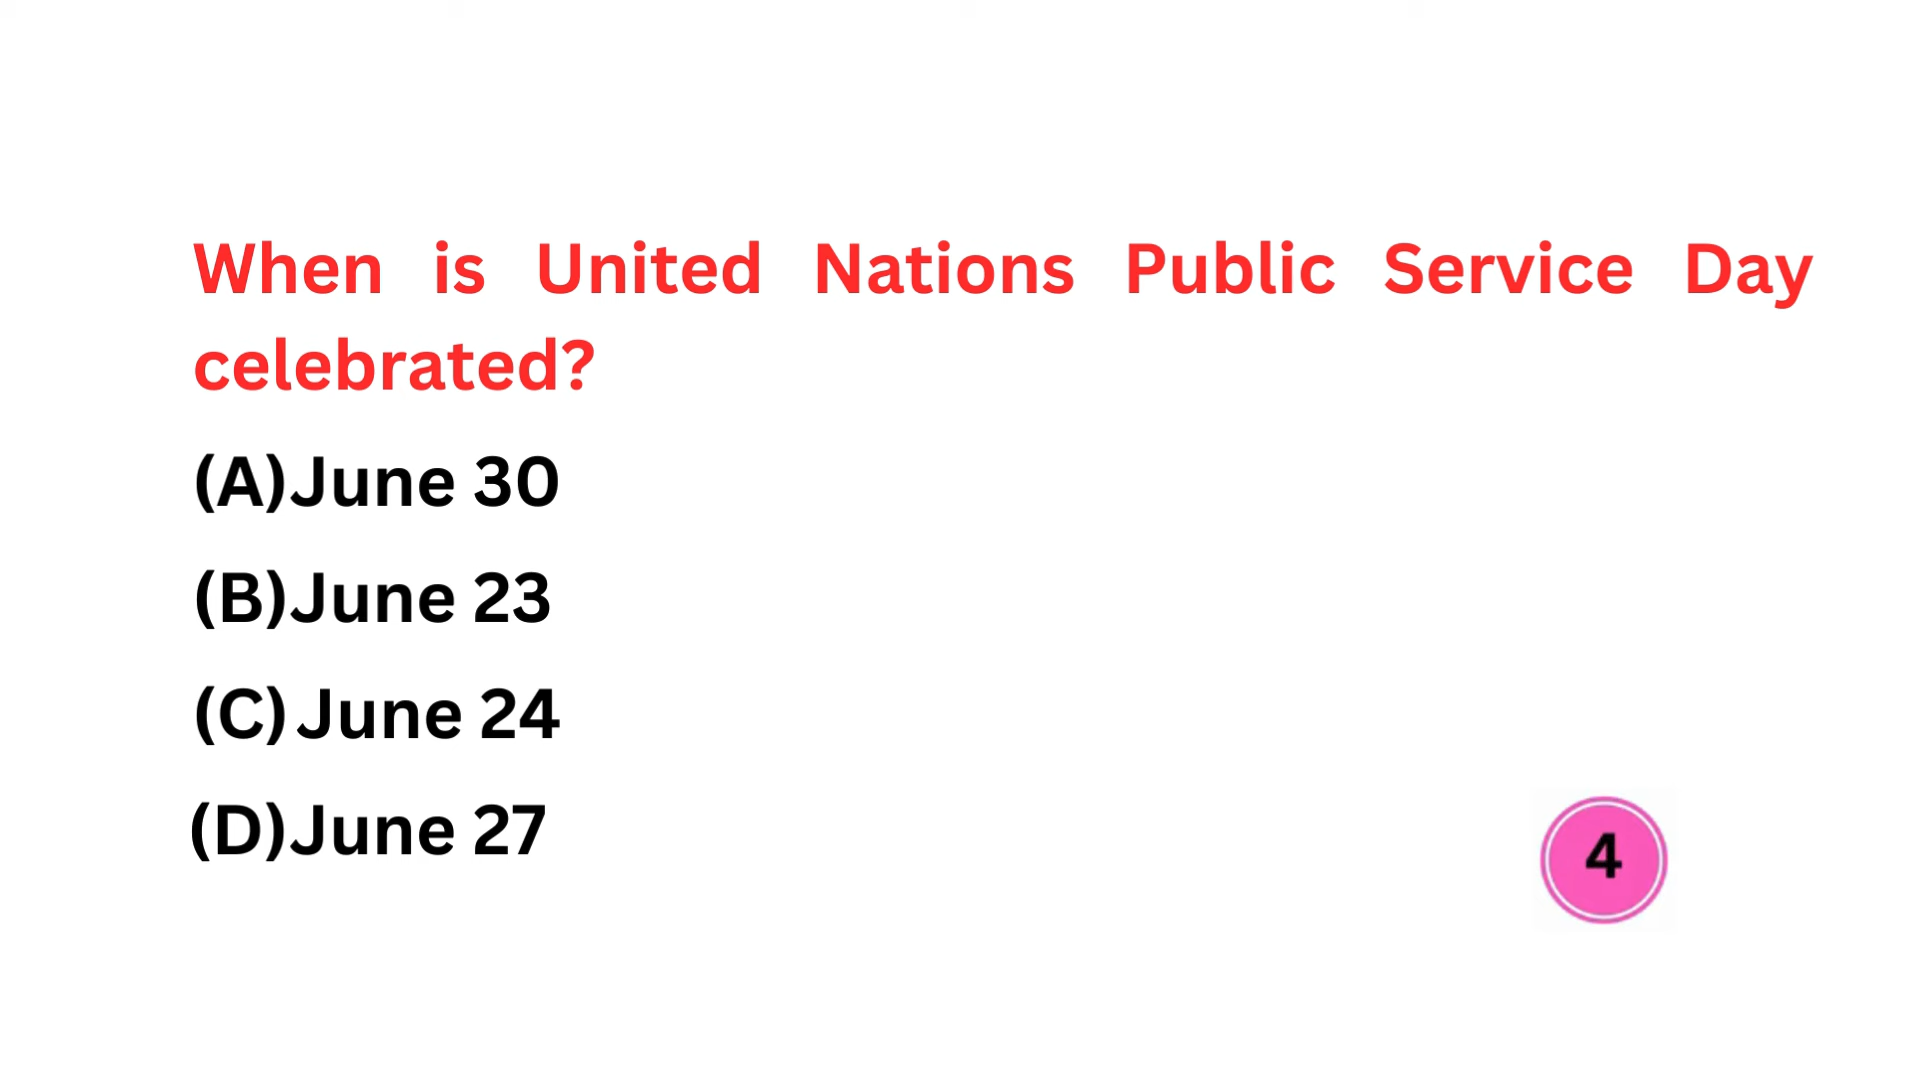 When is United Nations Public Service Day
celebrated?
(A)June 30
(B)June 23
(C) June 24
(D)June 27
4